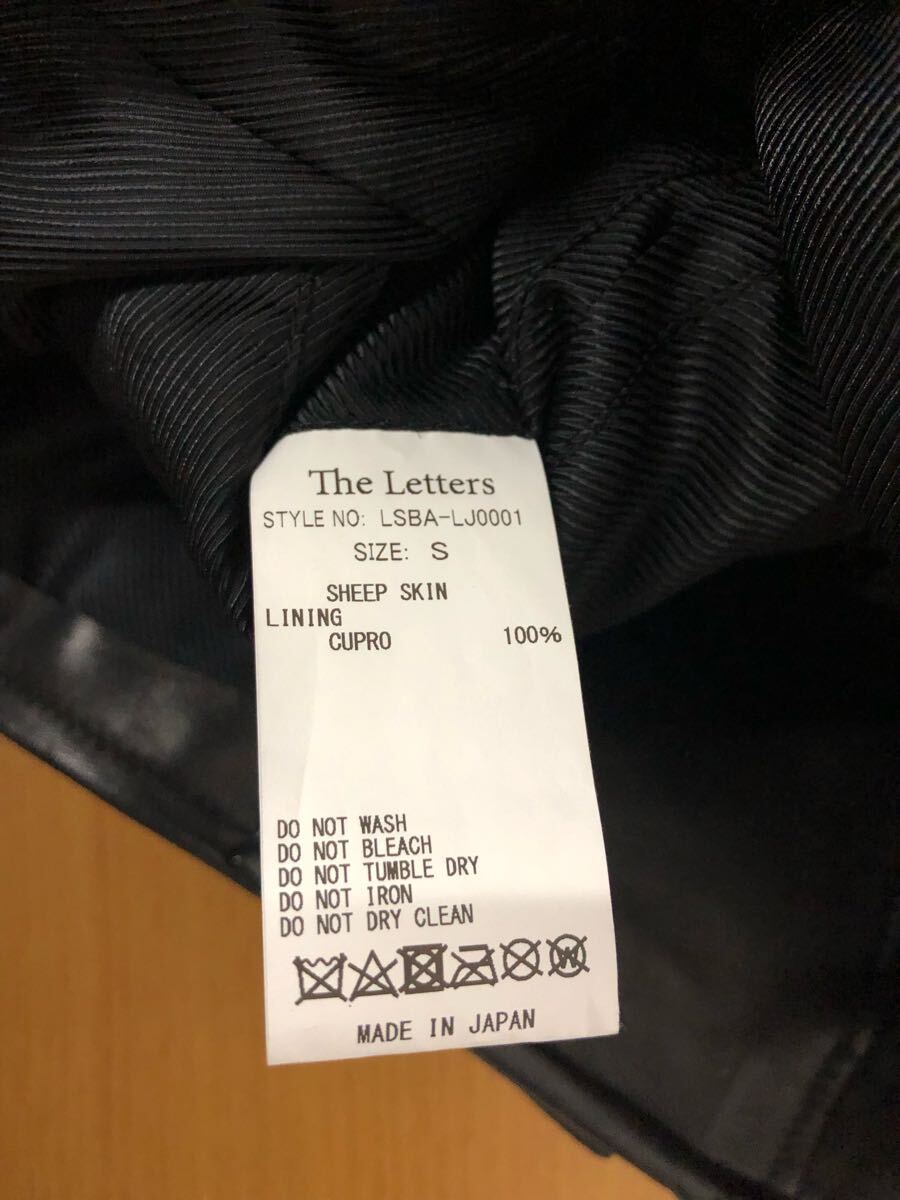 The Letters
STYLE NO: LSBA-LJ0001
SIZE: S
SHEEP SKIN
LINING
CUPRO 100%
DO NOT WASH
DO NOT BLEACH
DO NOT TUMBLE DRY
DO NOT IRON
DO NOT DRY CLEAN
W
MADE IN JAPAN